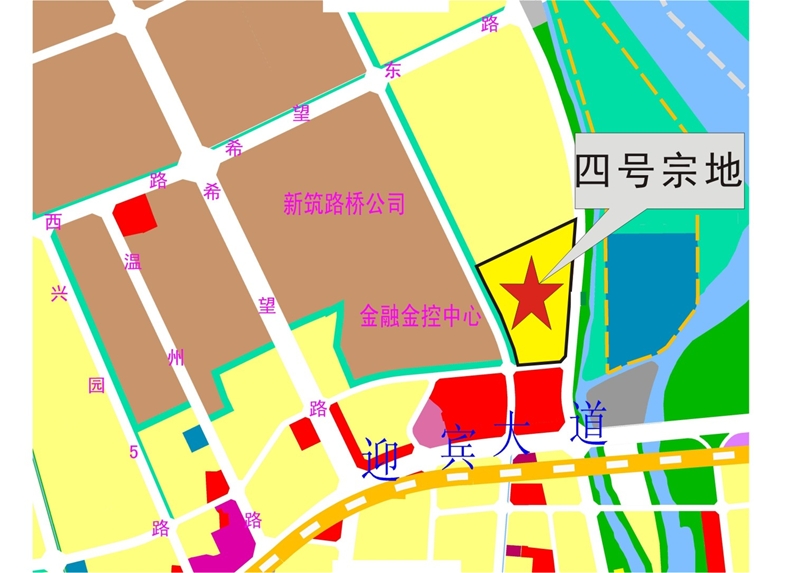 希望东路
四号宗地
新筑路桥公司
金融金控中心
希望路
温州路
西兴园5路
路
迎宾大道